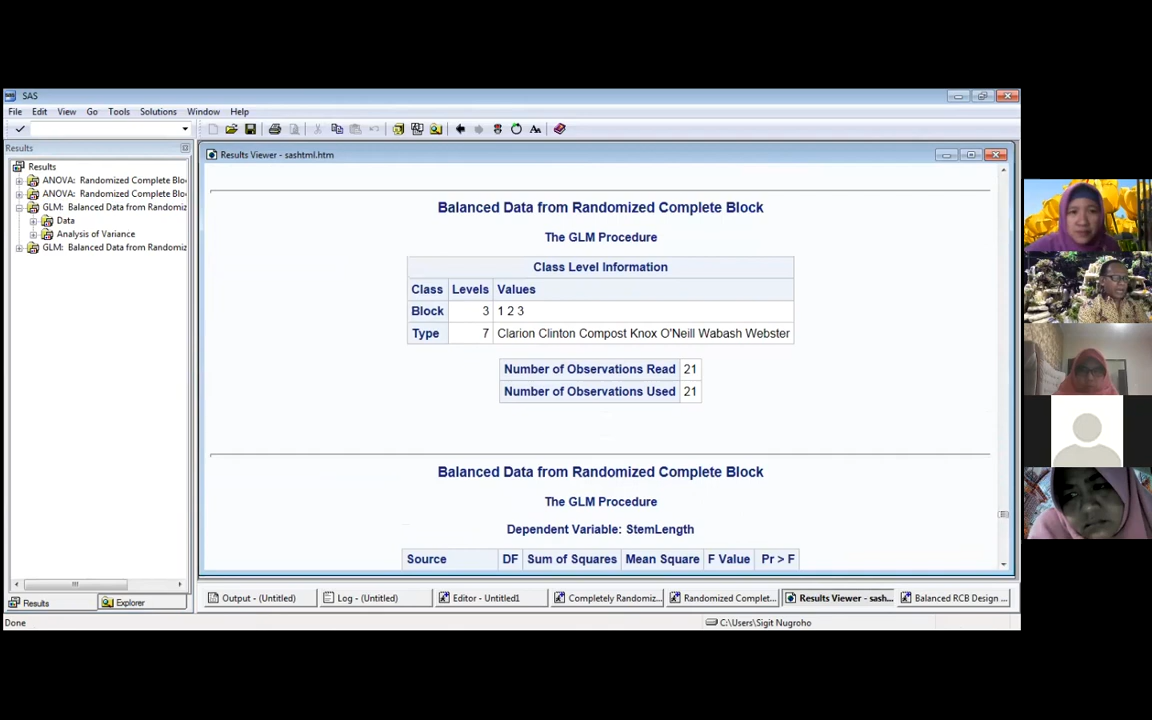 SAS
File Edit View Go Tools Solutions Window Help
Results
Results Viewer - sashtml.htm
Results
ANOVA: Randomized Complete Blo
ANOVA: Randomized Complete Blo
GLM: Balanced Data from Randomiz
Data
Analysis of Variance
GLM: Balanced Data from Randomiz
Balanced Data from Randomized Complete Block
The GLM Procedure
Class Level Information
Class Levels Values
Block 3 1 2 3
Type 7 Clarion Clinton Compost Knox O'Neill Wabash Webster
Number of Observations Read 21
Number of Observations Used 21
Balanced Data from Randomized Complete Block
The GLM Procedure
Dependent Variable: StemLength
Source DF Sum of Squares Mean Square F Value Pr > F
Results Explorer
Output - (Untitled) Log - (Untitled) Editor - Untitled1 Completely Randomiz... Randomized Complet... Results Viewer - sash... Balanced RCB Design ...
Done C:\Users\Sigit Nugroho